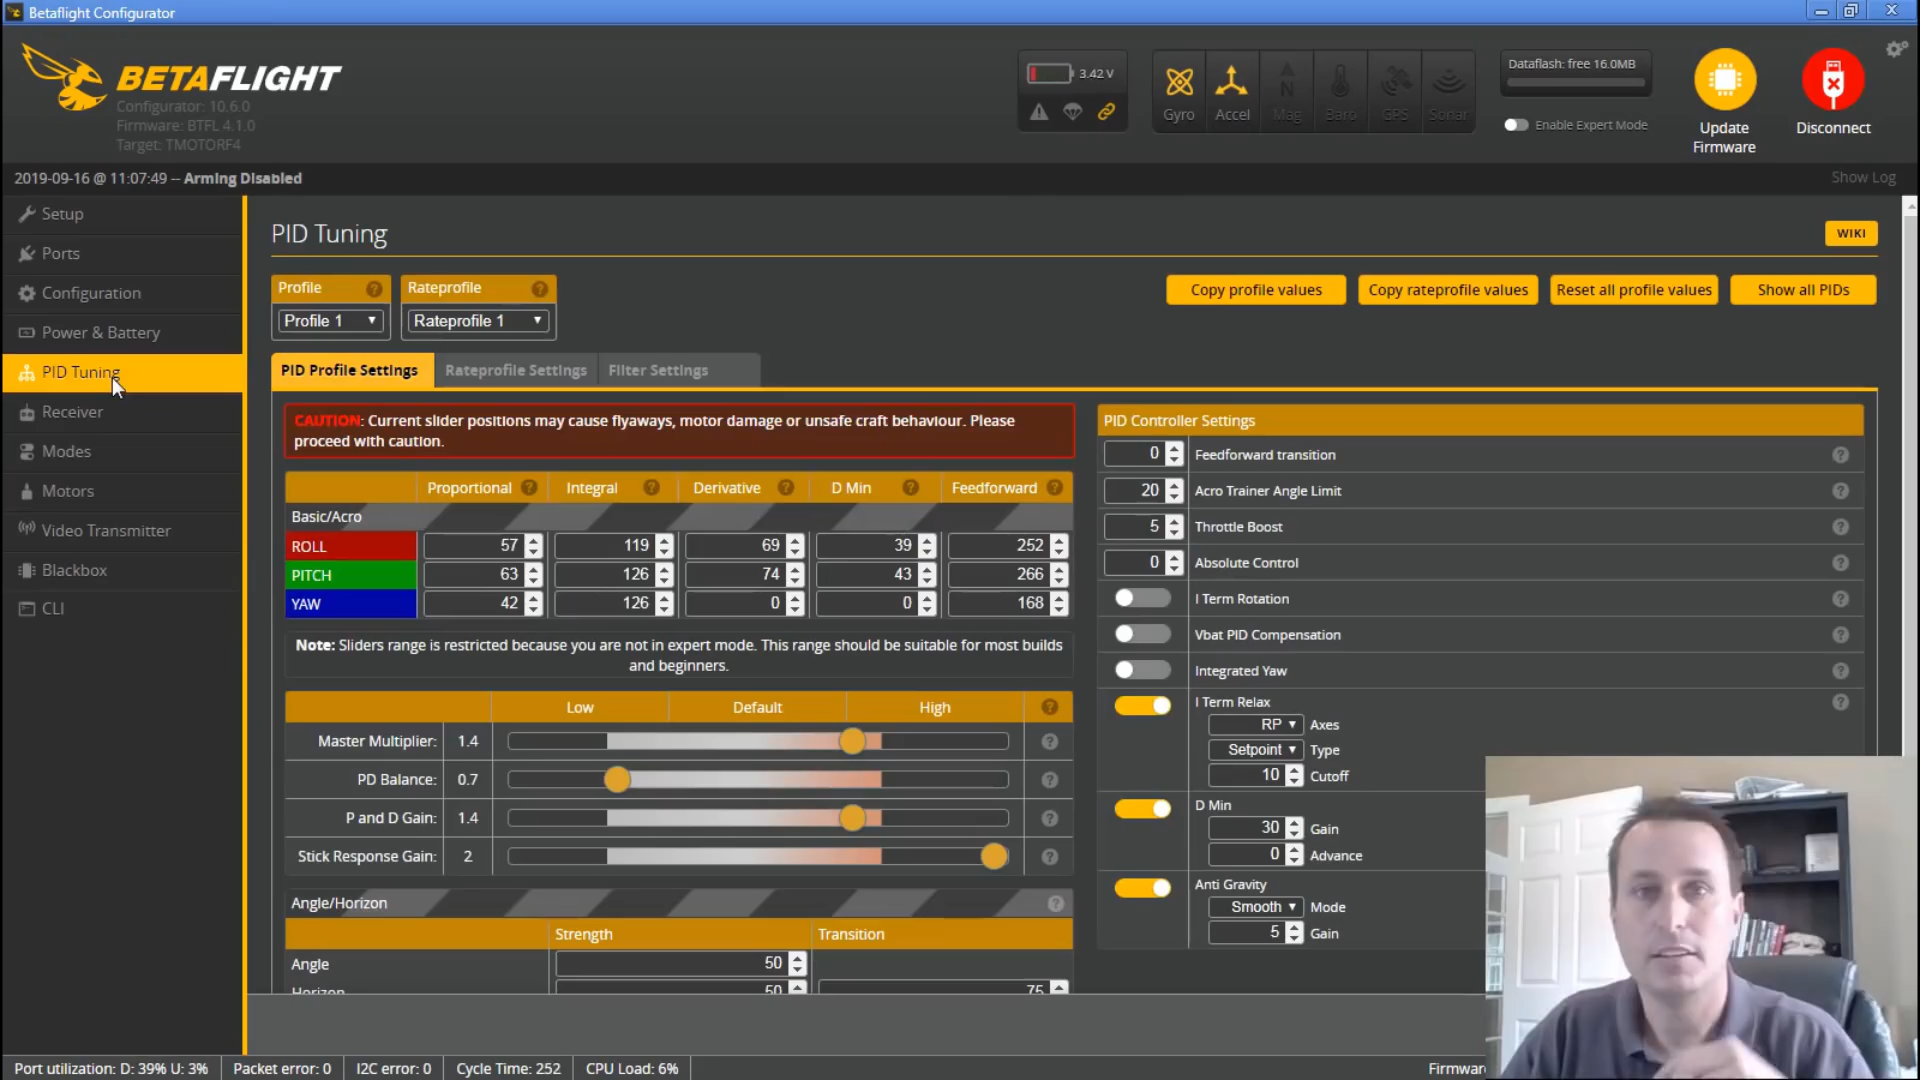 Betaflight Configurator
BETAFLIGHT
Configurator: 10.6.0
Firmware: BTFL 4.1.0
Target: TMOTORF4
3.42 V
Gyro
Accel
Mag
Baro
GPS
Sonar
Dataflash: free 16.0MB
Enable Expert Mode
Update
Firmware
Disconnect
2019-09-16 @ 11:07:49 -- Arming Disabled
Show Log
Setup
Ports
Configuration
Power & Battery
PID Tuning
Receiver
Modes
Motors
Video Transmitter
Blackbox
CLI
PID Tuning
WIKI
Profile
Rateprofile
Profile 1
Rateprofile 1
Copy profile values
Copy rateprofile values
Reset all profile values
Show all PIDs
PID Profile Settings
Rateprofile Settings
Filter Settings
CAUTION: Current slider positions may cause flyaways, motor damage or unsafe craft behaviour. Please
proceed with caution.
Proportional Integral Derivative D Min Feedforward
Basic/Acro
ROLL 57 119 69 39 252
PITCH 63 126 74 43 266
YAW 42 126 0 0 168
Note: Sliders range is restricted because you are not in expert mode. This range should be suitable for most builds
and beginners.
Low Default High
Master Multiplier: 1.4
PD Balance: 0.7
P and D Gain: 1.4
Stick Response Gain: 2
Angle/Horizon
Strength Transition
Angle 50
Horizon 50 75
PID Controller Settings
0 Feedforward transition
20 Acro Trainer Angle Limit
5 Throttle Boost
0 Absolute Control
I Term Rotation
Vbat PID Compensation
Integrated Yaw
I Term Relax
RP Axes
Setpoint Type
10 Cutoff
D Min
30 Gain
0 Advance
Anti Gravity
Smooth Mode
5 Gain
Port utilization: D: 39% U: 3%
Packet error: 0
I2C error: 0
Cycle Time: 252
CPU Load: 6%
Firmware